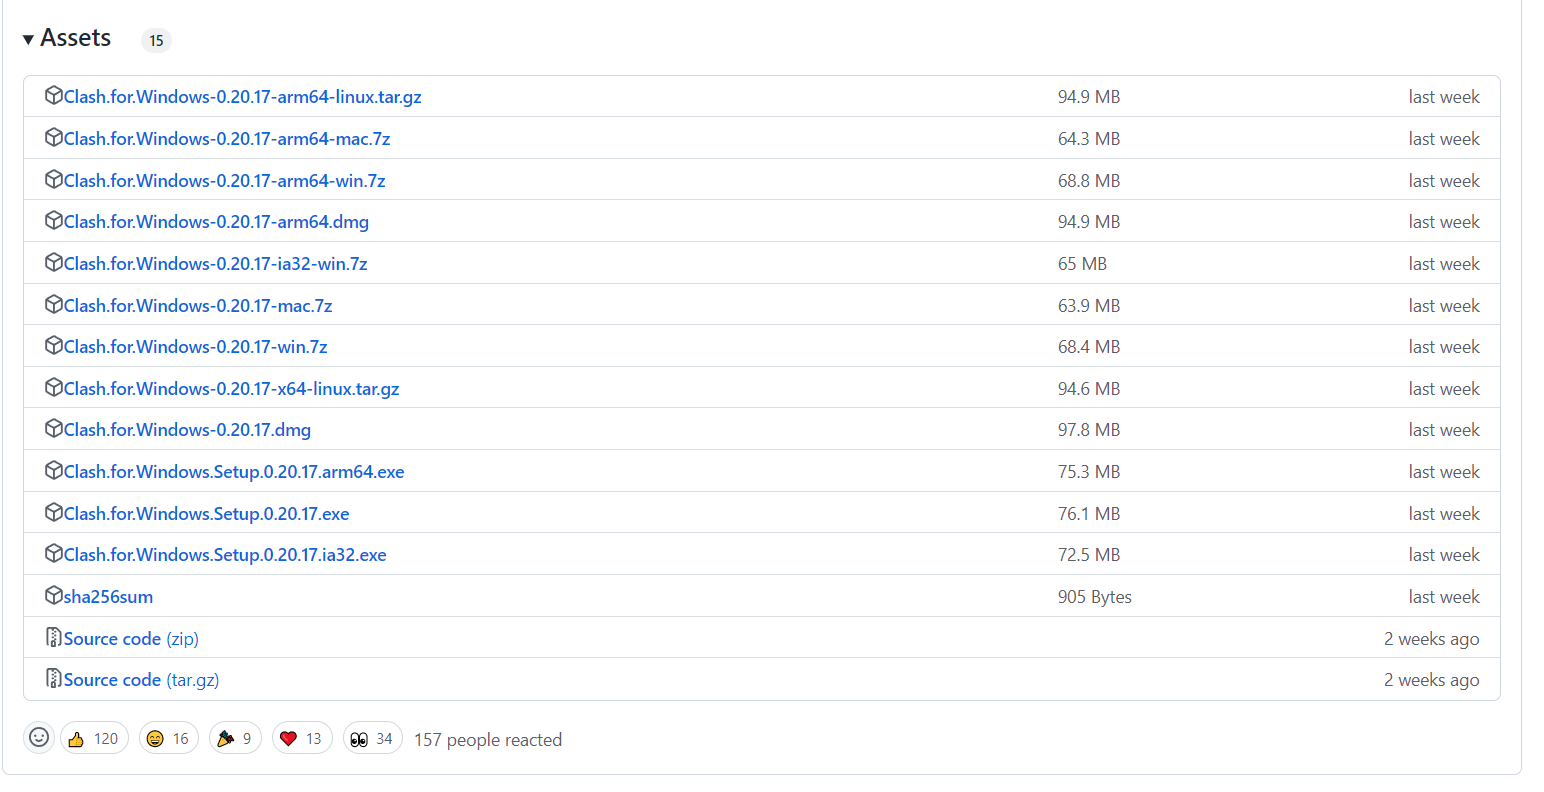 Assets 15
Clash.for.Windows-0.20.17-arm64-linux.tar.gz 94.9 MB last week
Clash.for.Windows-0.20.17-arm64-mac.7z 64.3 MB last week
Clash.for.Windows-0.20.17-arm64-win.7z 68.8 MB last week
Clash.for.Windows-0.20.17-arm64.dmg 94.9 MB last week
Clash.for.Windows-0.20.17-ia32-win.7z 65 MB last week
Clash.for.Windows-0.20.17-mac.7z 63.9 MB last week
Clash.for.Windows-0.20.17-win.7z 68.4 MB last week
Clash.for.Windows-0.20.17-x64-linux.tar.gz 94.6 MB last week
Clash.for.Windows-0.20.17.dmg 97.8 MB last week
Clash.for.Windows.Setup.0.20.17.arm64.exe 75.3 MB last week
Clash.for.Windows.Setup.0.20.17.exe 76.1 MB last week
Clash.for.Windows.Setup.0.20.17.ia32.exe 72.5 MB last week
sha256sum 905 Bytes last week
Source code (zip) 2 weeks ago
Source code (tar.gz) 2 weeks ago
120 16 9 13 34 157 people reacted